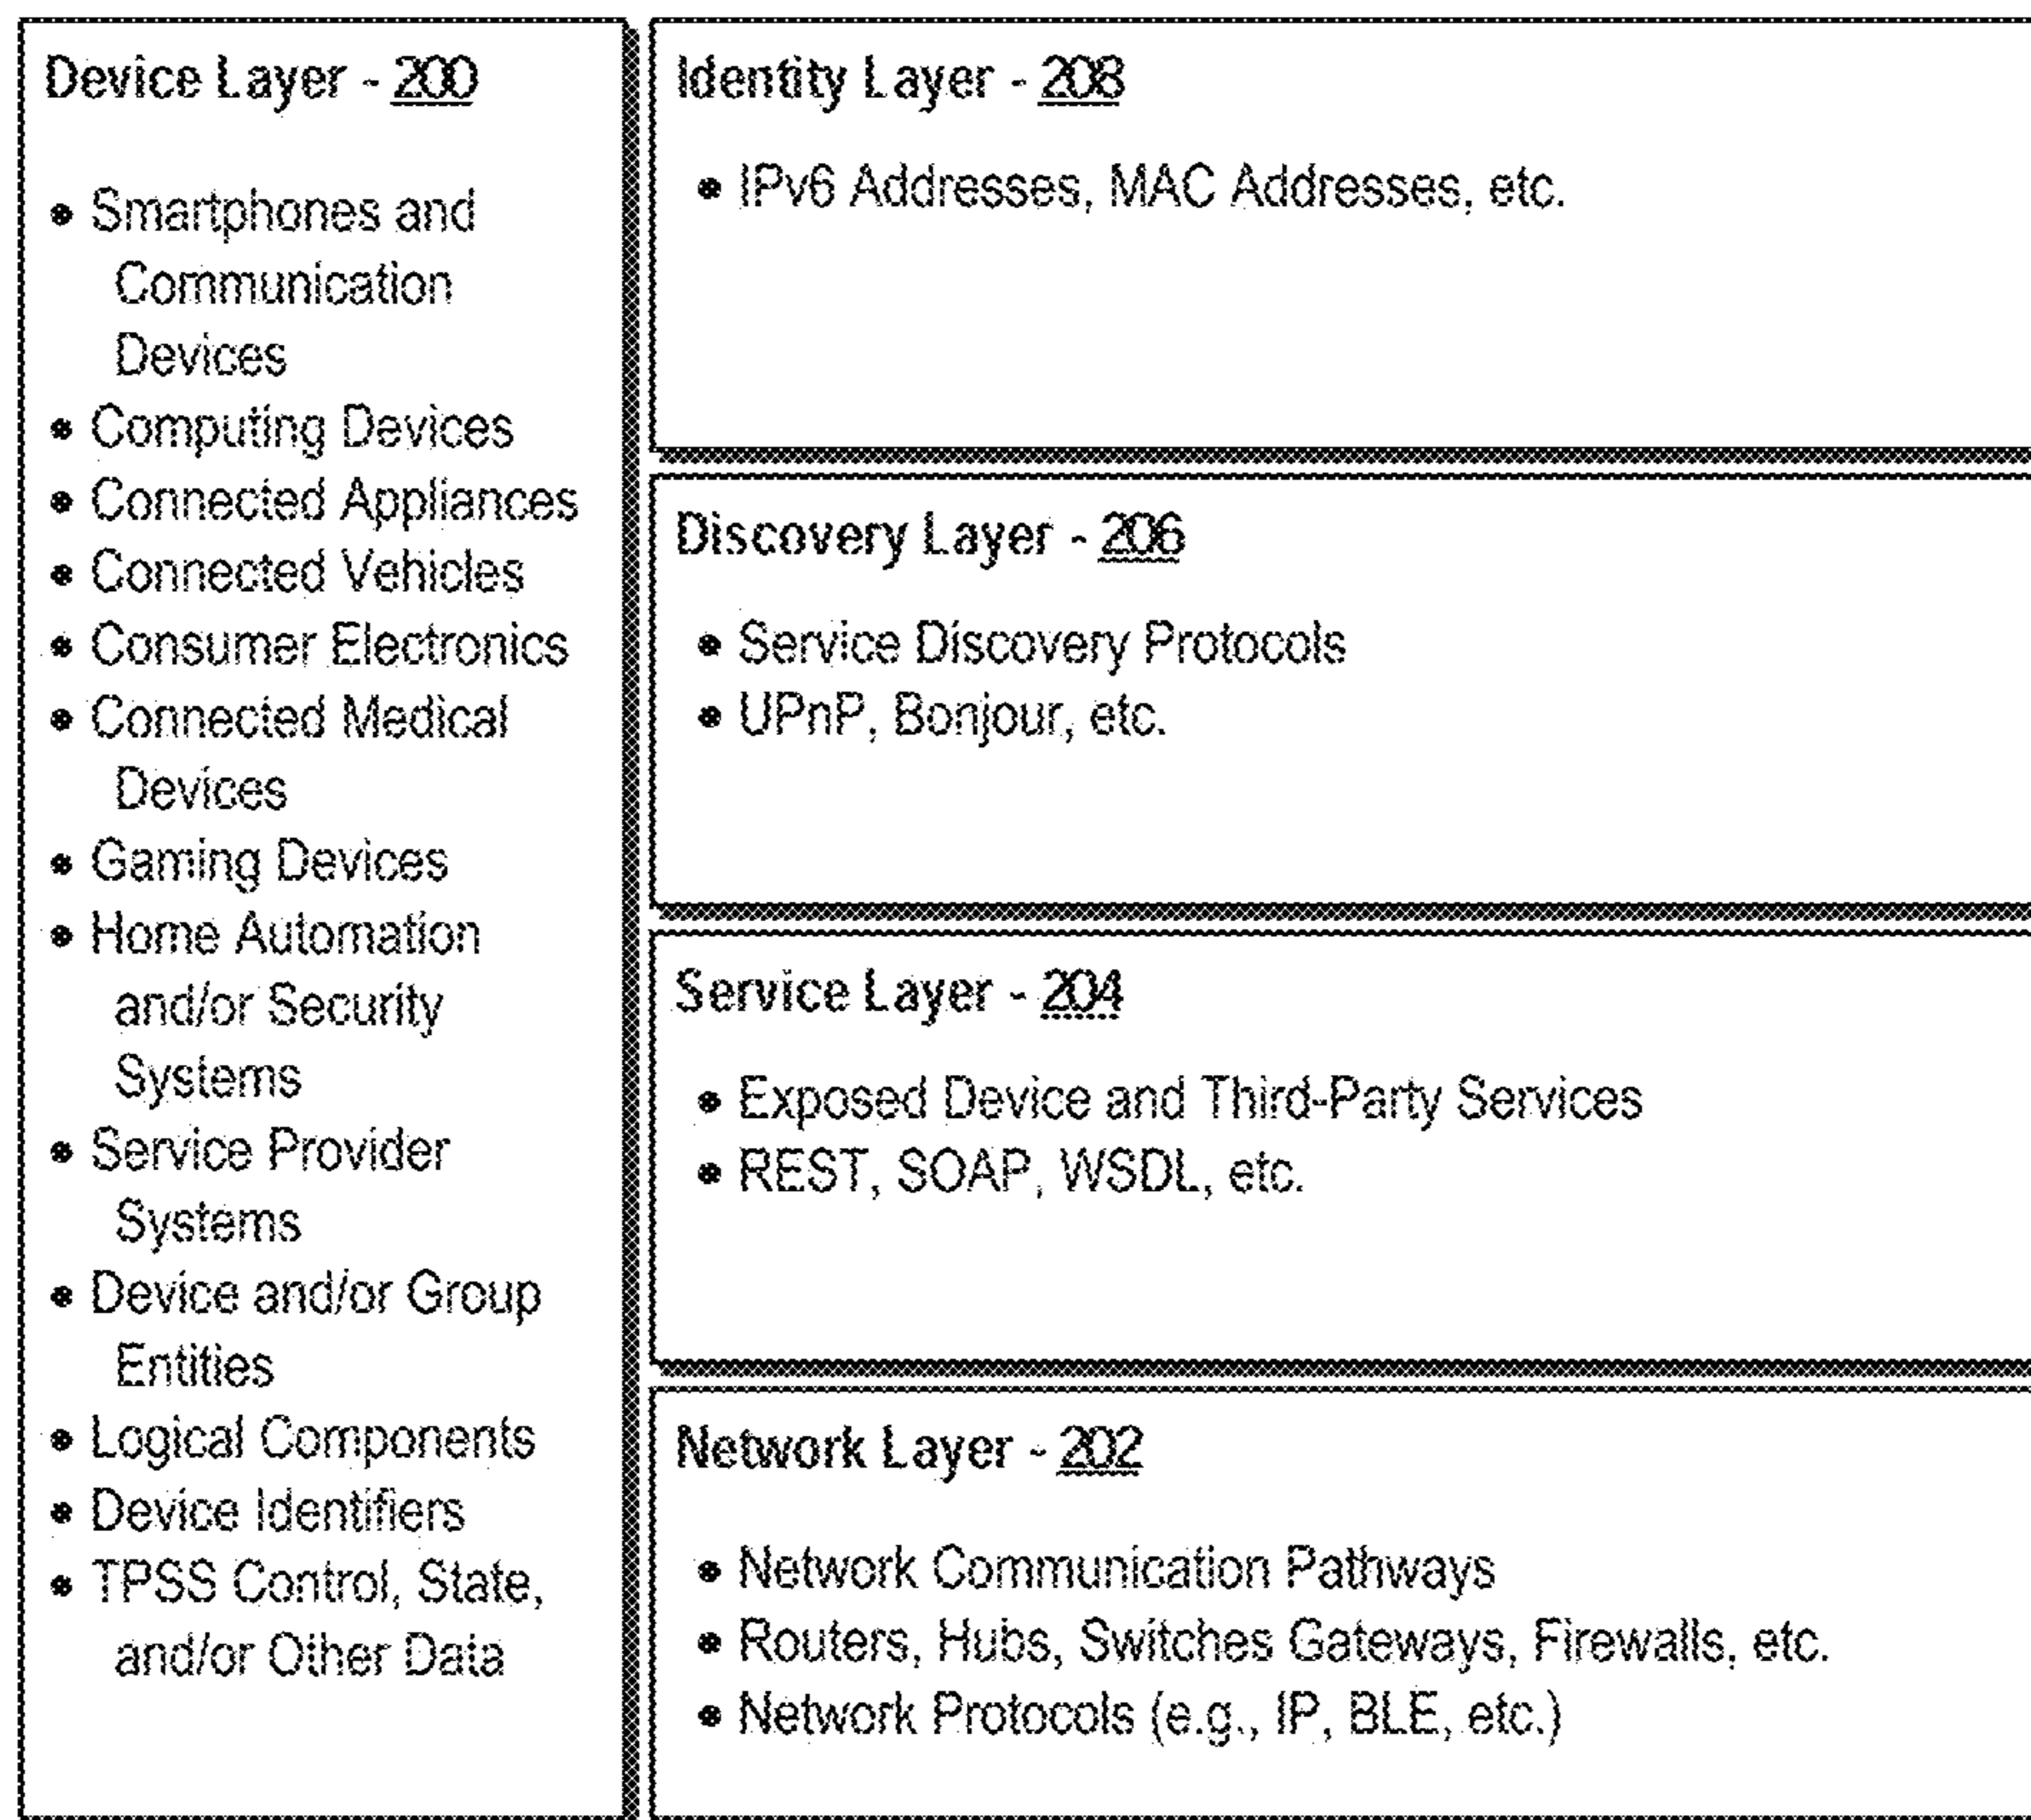 Device Layer - 200
• Smartphones and
Communication
Devices
• Computing Devices
• Connected Appliances
• Connected Vehicles
• Consumer Electronics
• Connected Medical
Devices
• Gaming Devices
• Home Automation
and/or Security
Systems
• Service Provider
Systems
• Device and/or Group
Entities
• Logical Components
• Device Identifiers
• TPSS Control, State,
and/or Other Data
Identity Layer - 208
• IPv6 Addresses, MAC Addresses, etc.
Discovery Layer - 206
• Service Discovery Protocols
• UPnP, Bonjour, etc.
Service Layer - 204
• Exposed Device and Third-Party Services
• REST, SOAP, WSDL, etc.
Network Layer - 202
• Network Communication Pathways
• Routers, Hubs, Switches Gateways, Firewalls, etc.
• Network Protocols (e.g., IP, BLE, etc.)